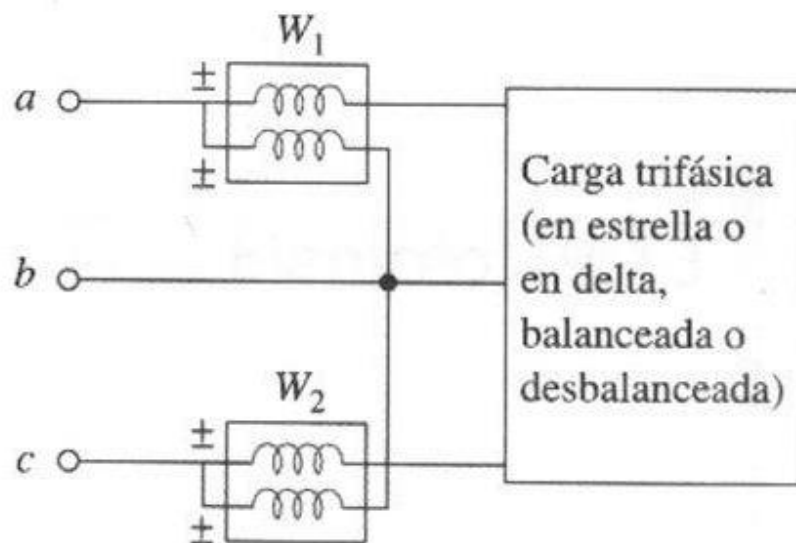 W₁
±
a
±
Carga trifásica
(en estrella o
b
en delta,
balanceada o
W₂
desbalanceada)
±
c
±